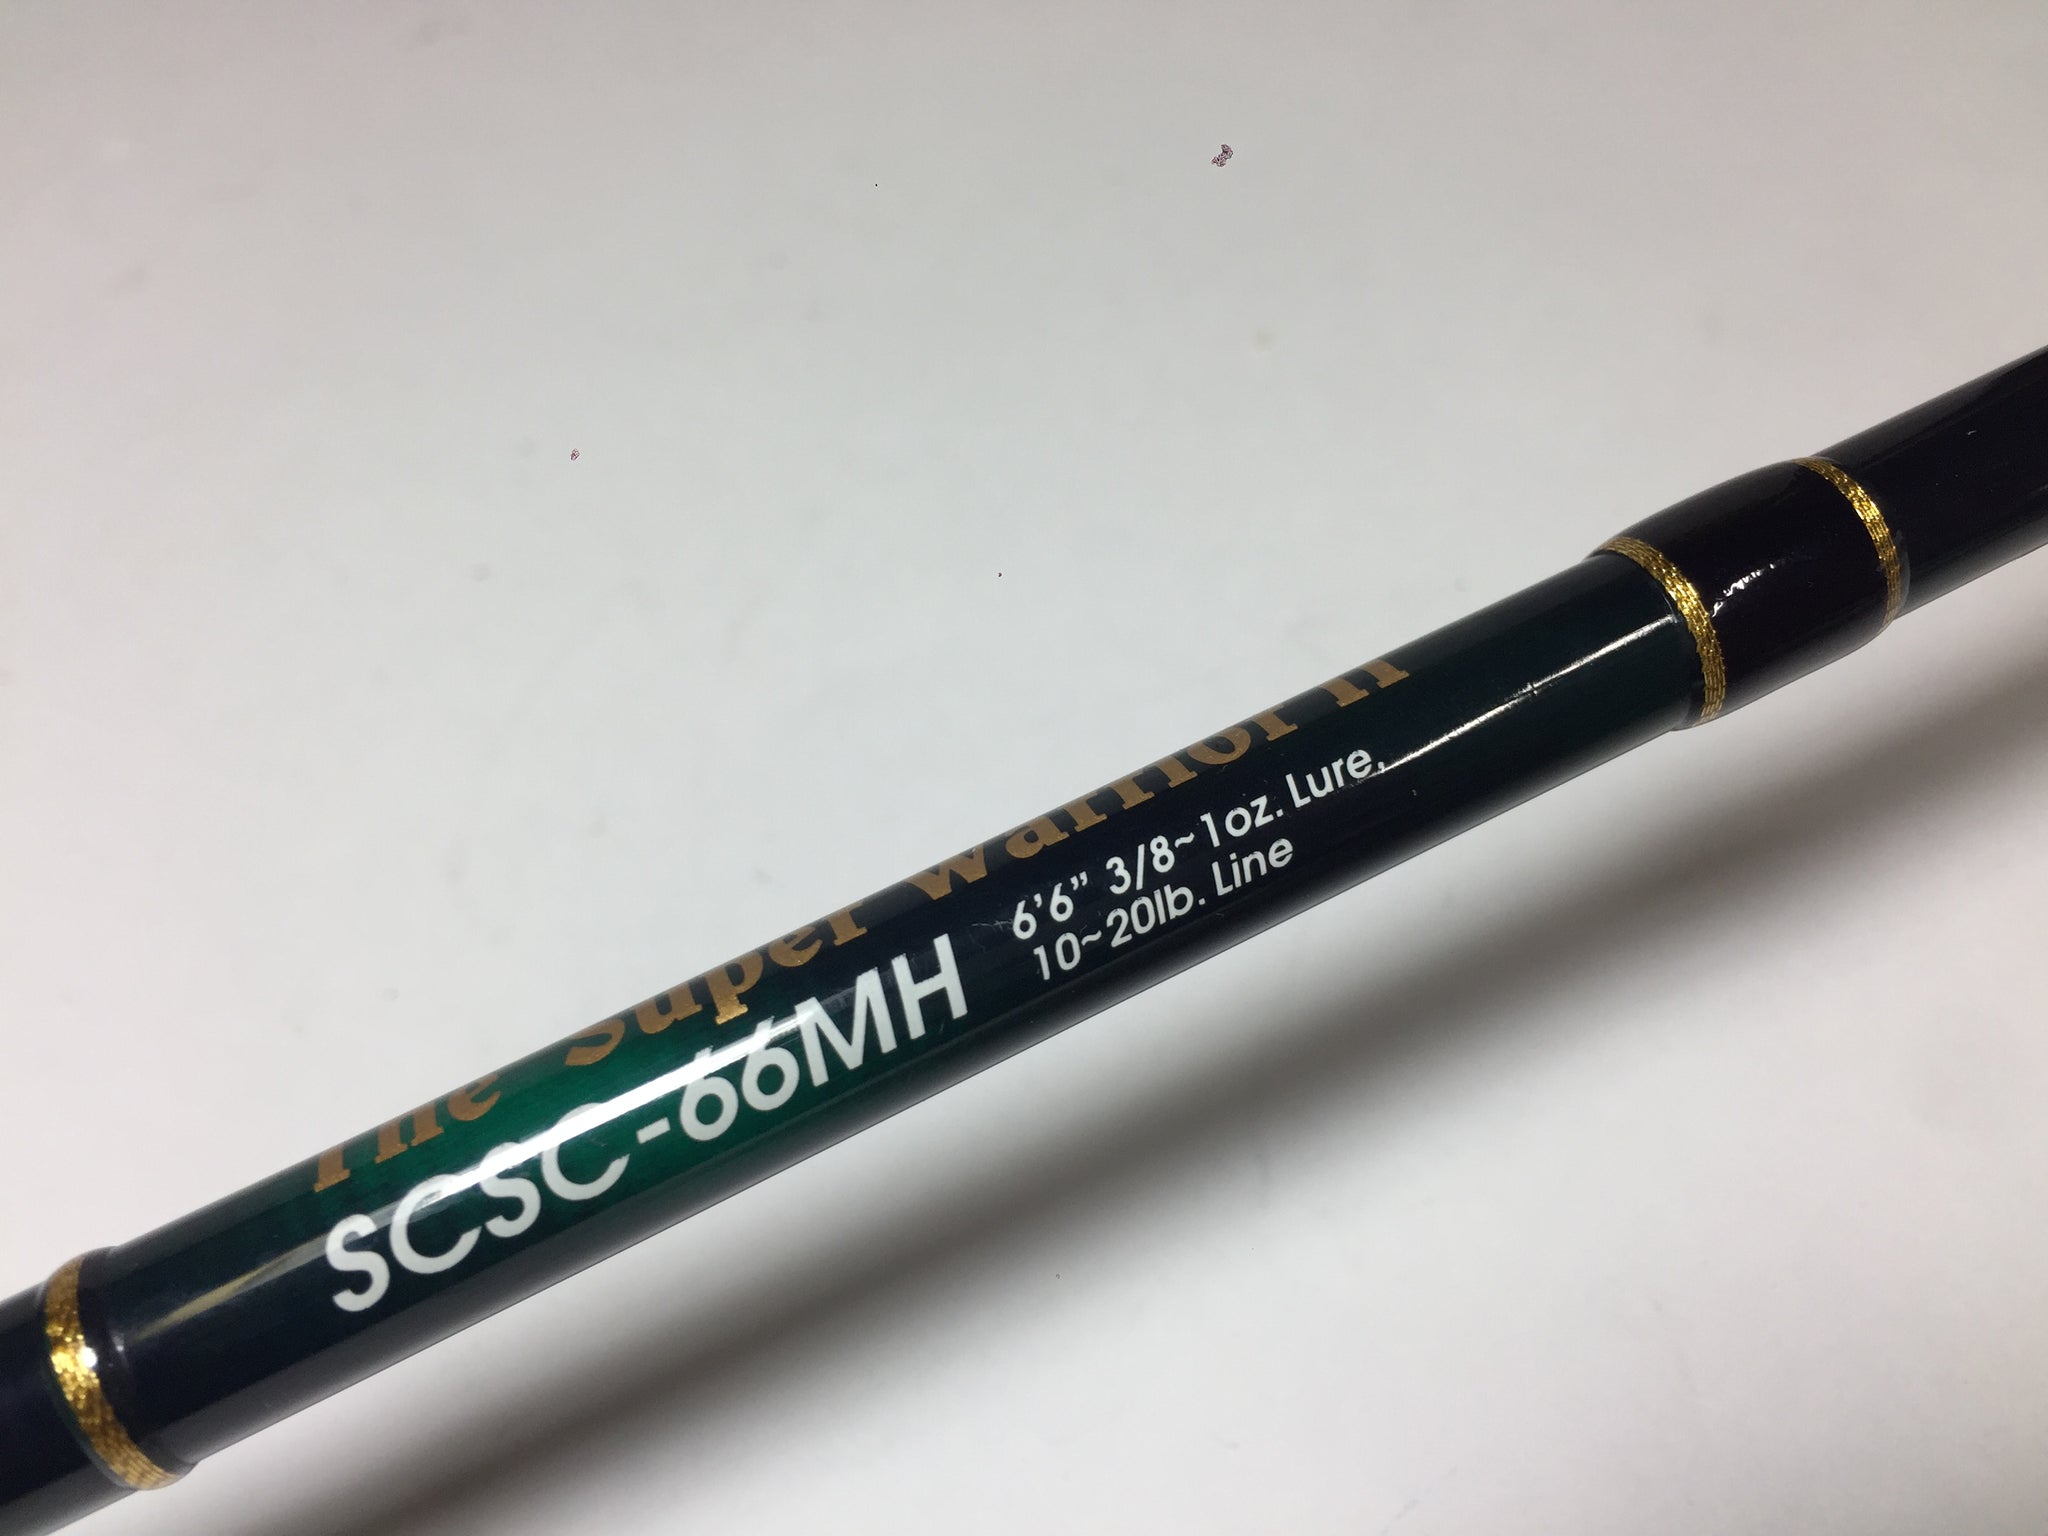 The Super Warrior II
SCSC-66MH
6'6" 3/8~1oz. Lure,
10~20lb. Line